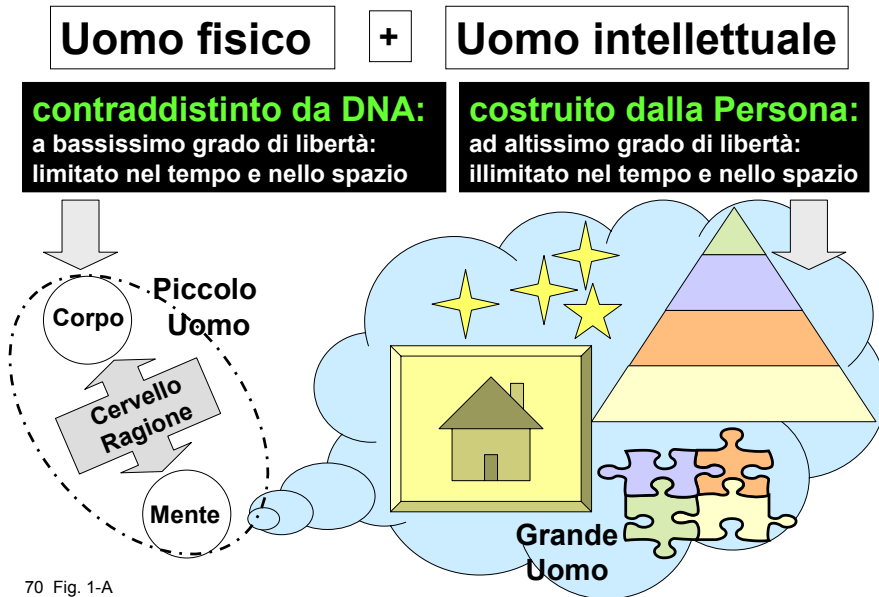 Uomo fisico
+
Uomo intellettuale
contraddistinto da DNA:
a bassissimo grado di libertà:
limitato nel tempo e nello spazio
costruito dalla Persona:
ad altissimo grado di libertà:
illimitato nel tempo e nello spazio
Piccolo
Uomo
Corpo
Cervello
Ragione
Mente
Grande
Uomo
70 Fig. 1-A